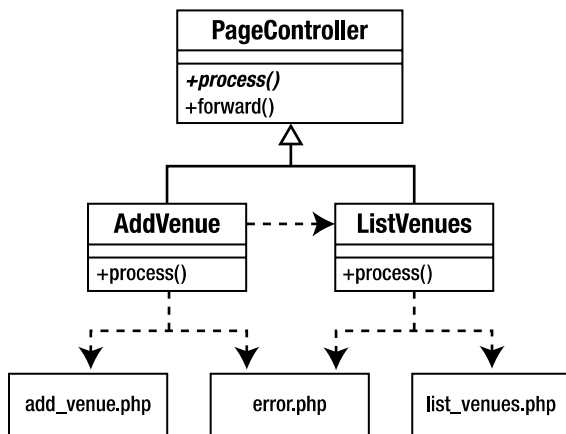 PageController
+process()
+forward()
AddVenue
ListVenues
+process()
+process()
add_venue.php
error.php
list_venues.php